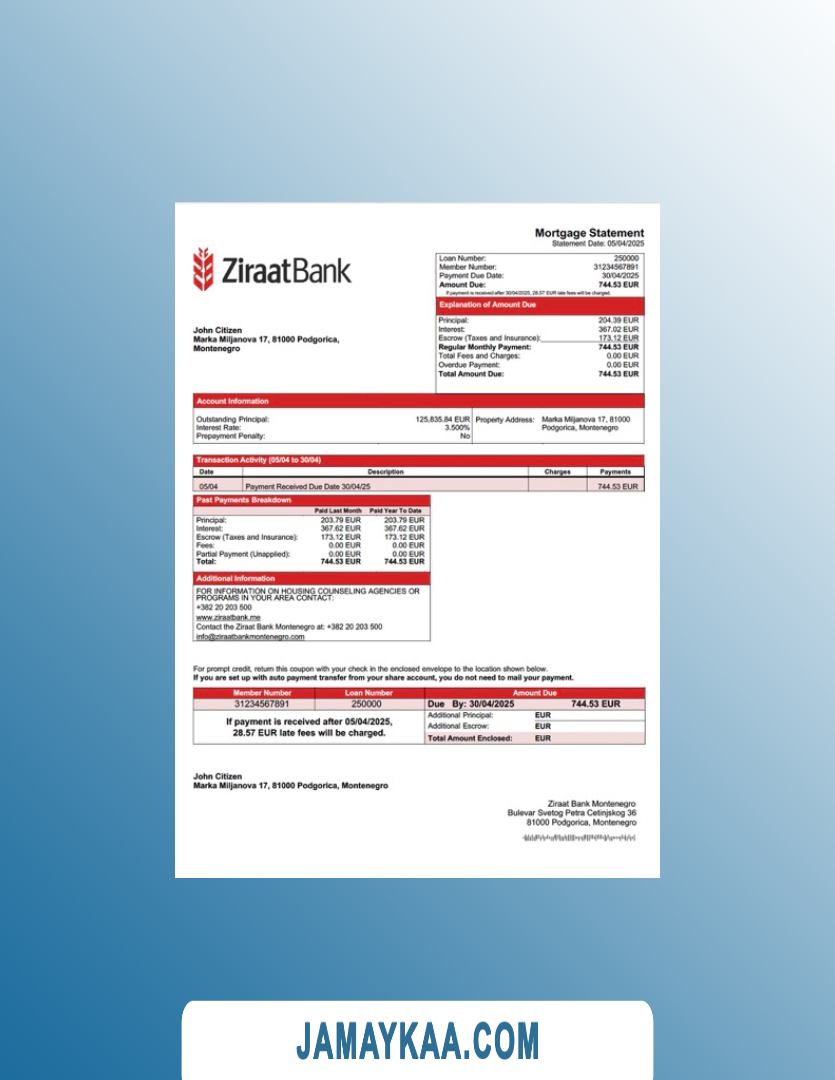 Mortgage Statement
Statement Date: 05/04/2025
ZiraatBank
Loan Number: 250000
Member Number: 31234567891
Payment Due Date: 30/04/2025
Amount Due: 744.53 EUR
If payment is received after 30/04/2025, 28.57 EUR late fees will be charged.
Explanation of Amount Due
Principal: 204.39 EUR
Interest: 367.02 EUR
Escrow (Taxes and Insurance): 173.12 EUR
Regular Monthly Payment: 744.53 EUR
Total Fees and Charges: 0.00 EUR
Overdue Payment: 0.00 EUR
Total Amount Due: 744.53 EUR
John Citizen
Marka Miljanova 17, 81000 Podgorica,
Montenegro
Account Information
Outstanding Principal: 125,835.84 EUR
Interest Rate: 3.500%
Prepayment Penalty: No
Property Address: Marka Miljanova 17, 81000
Podgorica, Montenegro
Transaction Activity (05/04 to 30/04)
Date Description Charges Payments
05/04 Payment Received Due Date 30/04/25 744.53 EUR
Past Payments Breakdown
Paid Last Month Paid Year To Date
Principal: 203.79 EUR 203.79 EUR
Interest: 367.62 EUR 367.62 EUR
Escrow (Taxes and Insurance): 173.12 EUR 173.12 EUR
Fees: 0.00 EUR 0.00 EUR
Partial Payment (Unapplied): 0.00 EUR 0.00 EUR
Total: 744.53 EUR 744.53 EUR
Additional Information
FOR INFORMATION ON HOUSING COUNSELING AGENCIES OR
PROGRAMS IN YOUR AREA CONTACT:
+382 20 203 500
www.ziraatbank.me
Contact the Ziraat Bank Montenegro at: +382 20 203 500
info@ziraatbankmontenegro.com
For prompt credit, return this coupon with your check in the enclosed envelope to the location shown below.
If you are set up with auto payment transfer from your share account, you do not need to mail your payment.
Member Number Loan Number Amount Due
31234567891 250000 Due By: 30/04/2025 744.53 EUR
If payment is received after 05/04/2025,
28.57 EUR late fees will be charged.
Additional Principal: EUR
Additional Escrow: EUR
Total Amount Enclosed: EUR
John Citizen
Marka Miljanova 17, 81000 Podgorica, Montenegro
Ziraat Bank Montenegro
Bulevar Svetog Petra Cetinjskog 36
81000 Podgorica, Montenegro
JAMAYKAA.COM